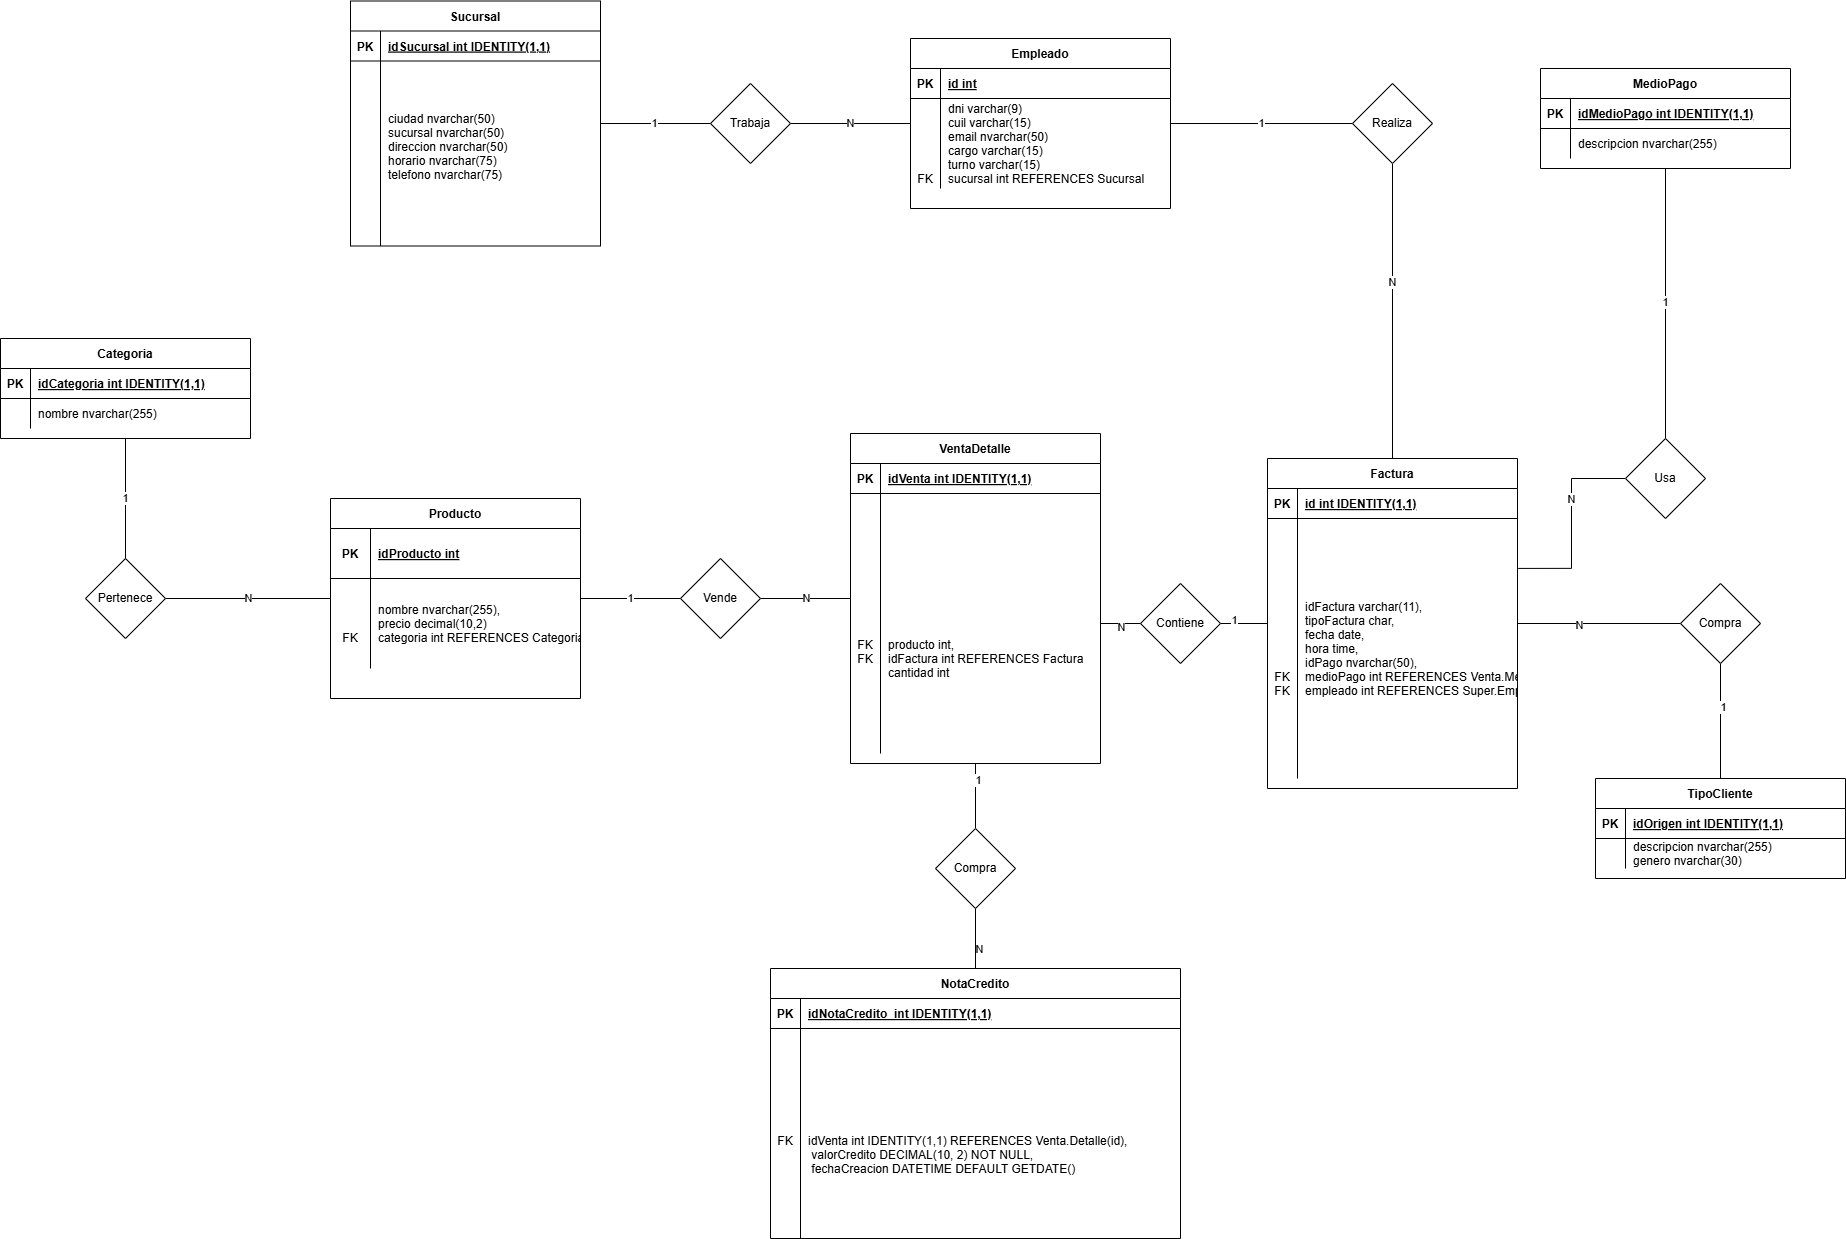 Sucursal
PK idSucursal int IDENTITY(1,1)
ciudad nvarchar(50)
sucursal nvarchar(50)
direccion nvarchar(50)
horario nvarchar(75)
telefono nvarchar(75)
1
Trabaja
N
Empleado
PK id int
dni varchar(9)
cuil varchar(15)
email nvarchar(50)
cargo varchar(15)
turno varchar(15)
FK sucursal int REFERENCES Sucursal
1
Realiza
N
MedioPago
PK idMedioPago int IDENTITY(1,1)
descripcion nvarchar(255)
1
Usa
N
Categoria
PK idCategoria int IDENTITY(1,1)
nombre nvarchar(255)
1
Pertenece
N
Producto
PK idProducto int
nombre nvarchar(255),
precio decimal(10,2)
FK categoria int REFERENCES Categoria
1
Vende
N
VentaDetalle
PK idVenta int IDENTITY(1,1)
FK producto int,
FK idFactura int REFERENCES Factura
cantidad int
N
Contiene
1
Factura
PK id int IDENTITY(1,1)
idFactura varchar(11),
tipoFactura char,
fecha date,
hora time,
idPago nvarchar(50),
FK medioPago int REFERENCES Venta.Me
FK empleado int REFERENCES Super.Emp
N
Compra
1
TipoCliente
PK idOrigen int IDENTITY(1,1)
descripcion nvarchar(255)
genero nvarchar(30)
1
Compra
N
NotaCredito
PK idNotaCredito int IDENTITY(1,1)
FK idVenta int IDENTITY(1,1) REFERENCES Venta.Detalle(id),
valorCredito DECIMAL(10, 2) NOT NULL,
fechaCreacion DATETIME DEFAULT GETDATE()